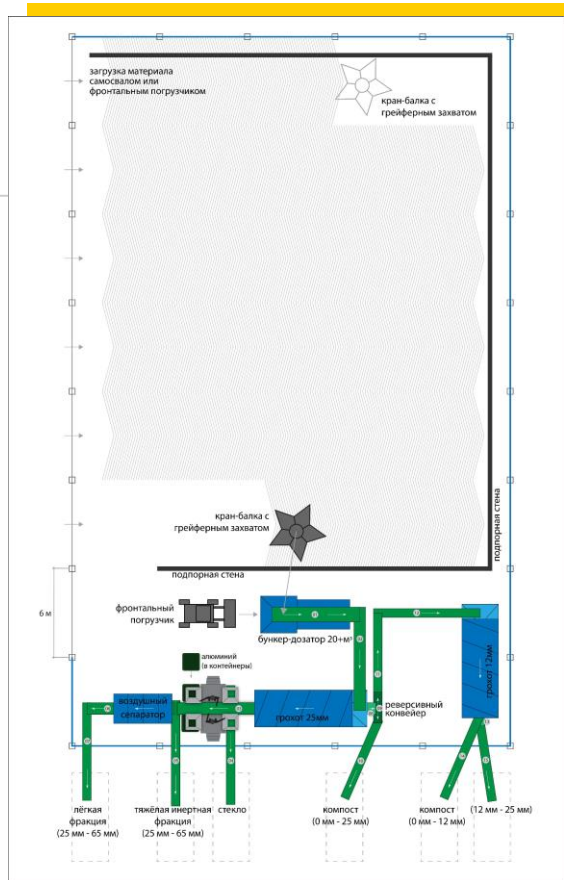 загрузка материала
самосвалом или
фронтальным погрузчиком
кран-балка с
грейферным захватом
кран-балка с
грейферным захватом
подпорная стена
подпорная стена
6 м
фронтальный
погрузчик
бункер-дозатор 20+м³
алюминий
(в контейнеры)
грохот 12мм
воздушный
сепаратор
грохот 25мм
реверсивный
конвейер
лёгкая
фракция
(25 мм - 65 мм)
тяжёлая инертная
фракция
(25 мм - 65 мм)
стекло
компост
(0 мм - 25 мм)
компост
(0 мм - 12 мм)
(12 мм - 25 мм)